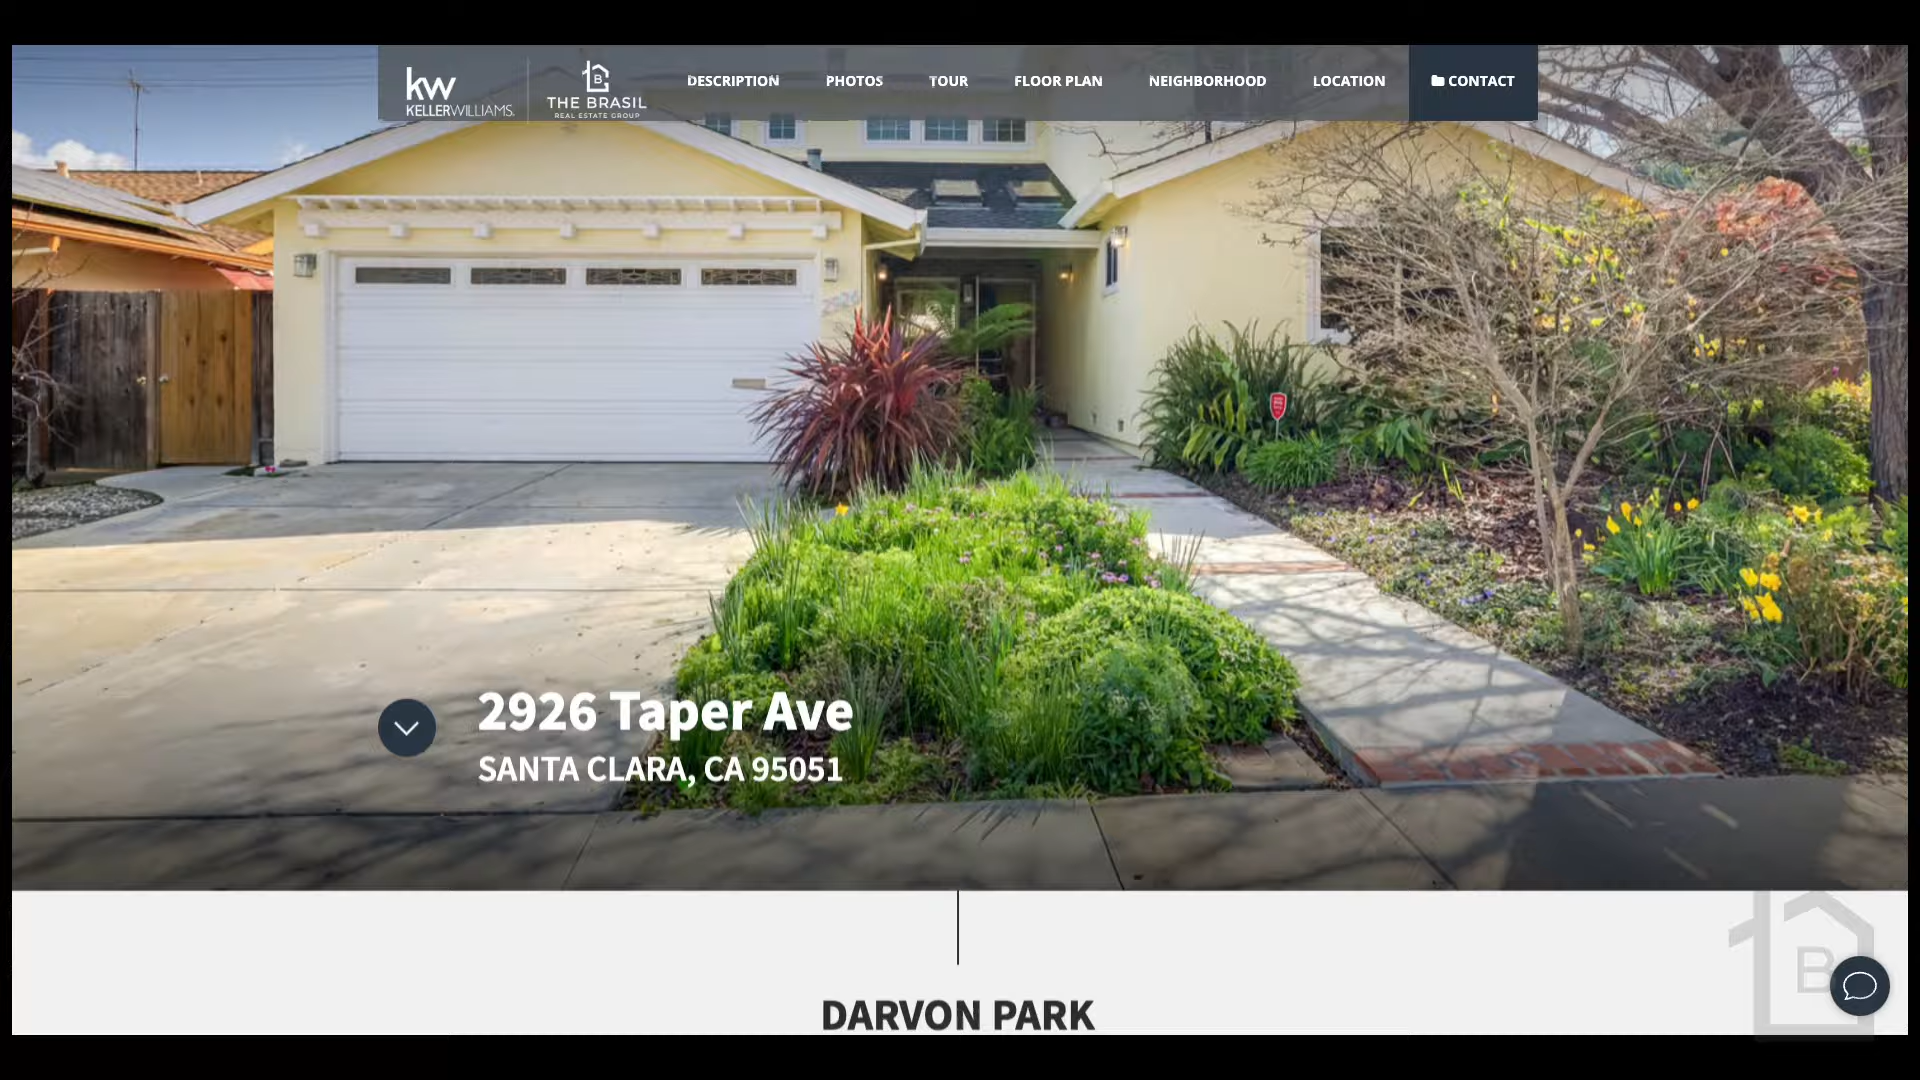 kw
KELLERWILLIAMS.
B
THE BRASIL
REAL ESTATE GROUP
DESCRIPTION
PHOTOS
TOUR
FLOOR PLAN
NEIGHBORHOOD
LOCATION
CONTACT
2926
2926 Taper Ave
SANTA CLARA, CA 95051
DARVON PARK
B